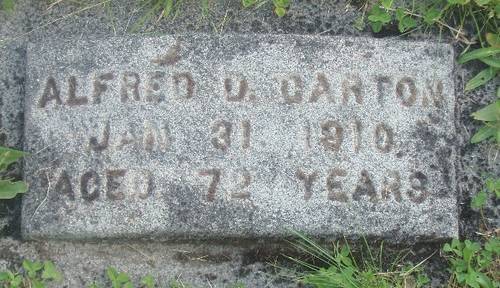 ALFRED D. CARTON
JAN 31 1910,
AGED 72 YEARS